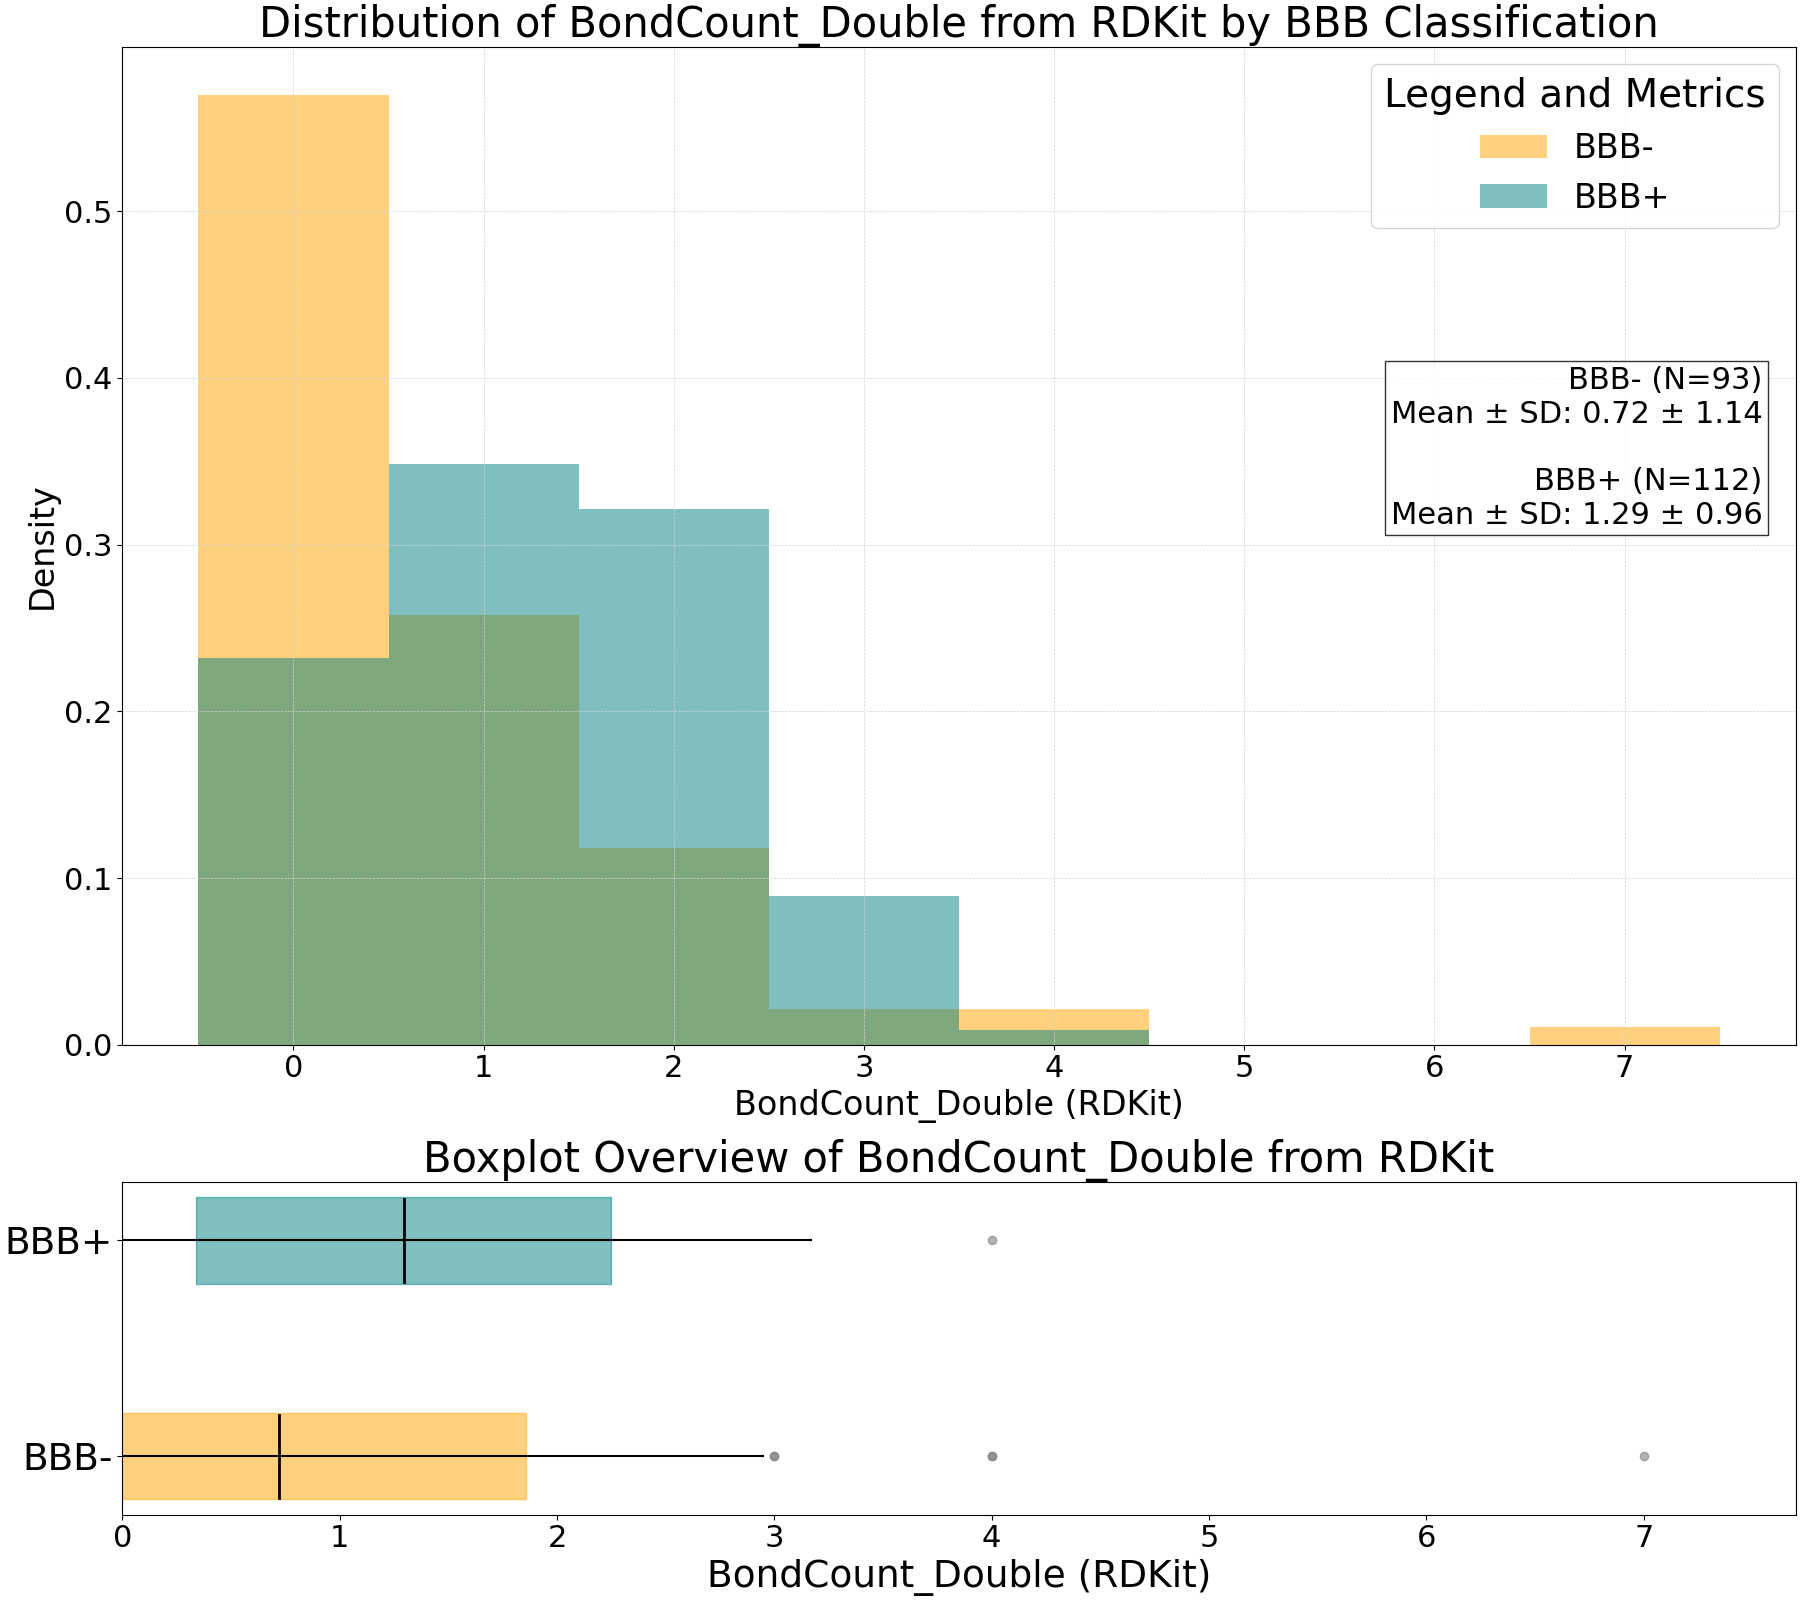 Distribution of BondCount_Double from RDKit by BBB Classification
Legend and Metrics
BBB-
BBB+
BBB- (N=93)
Mean ± SD: 0.72 ± 1.14
BBB+ (N=112)
Mean ± SD: 1.29 ± 0.96
Density
0.5
0.4
0.3
0.2
0.1
0.0
0 1 2 3 4 5 6 7
BondCount_Double (RDKit)
Boxplot Overview of BondCount_Double from RDKit
BBB+
BBB-
0 1 2 3 4 5 6 7
BondCount_Double (RDKit)